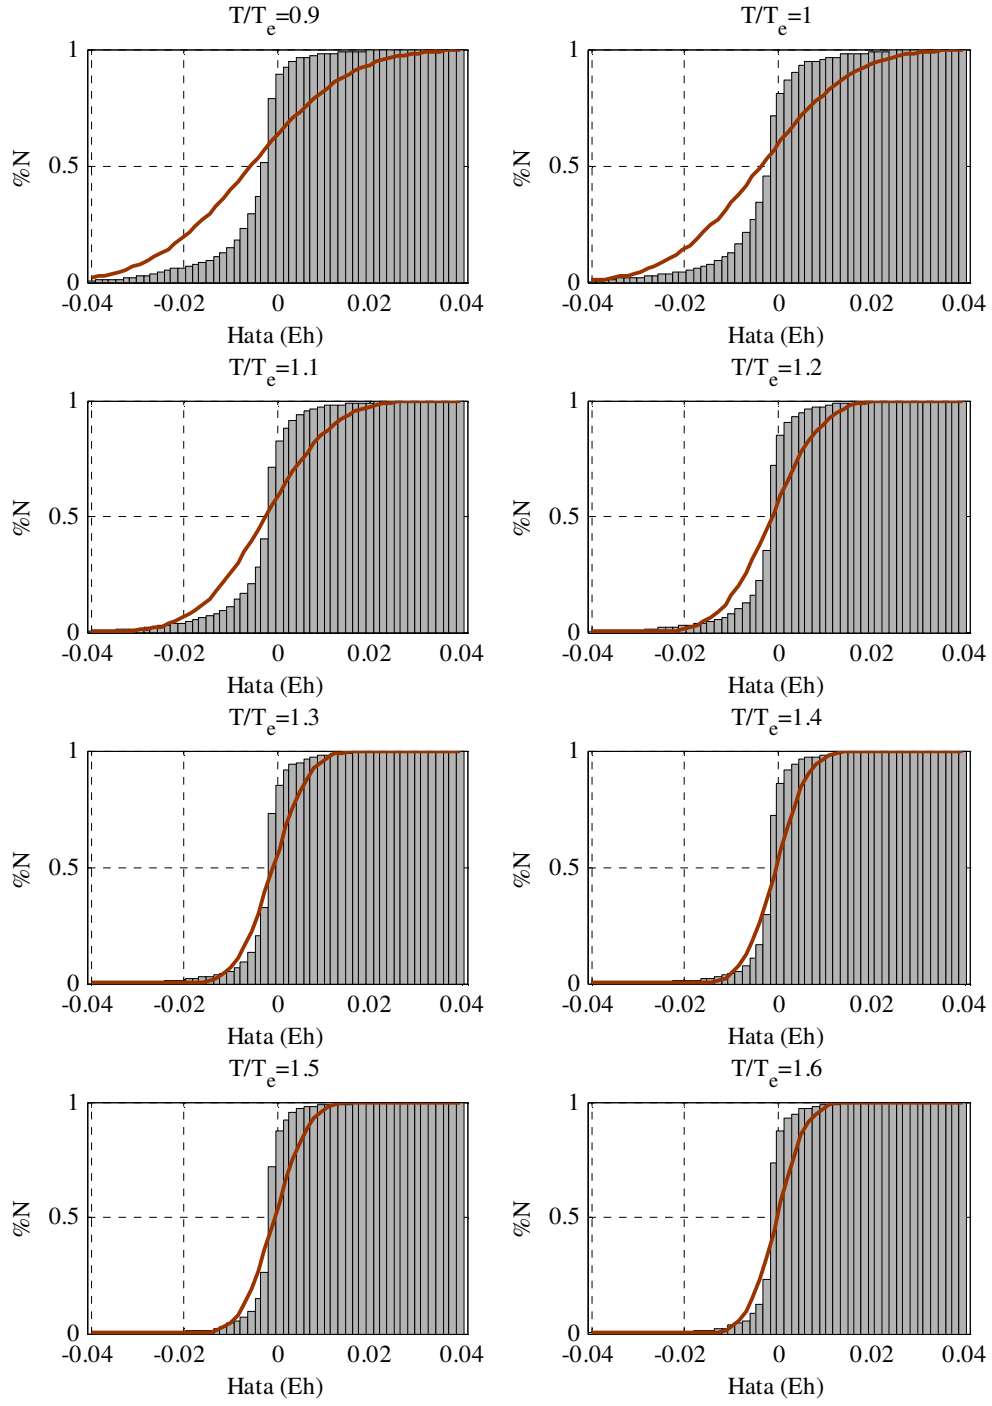 T/Te=0.9
1
0.5
0
%N
-0.04 -0.02 0 0.02 0.04
Hata (Eh)
T/Te=1
1
0.5
0
%N
-0.04 -0.02 0 0.02 0.04
Hata (Eh)
T/Te=1.1
1
0.5
0
%N
-0.04 -0.02 0 0.02 0.04
Hata (Eh)
T/Te=1.2
1
0.5
0
%N
-0.04 -0.02 0 0.02 0.04
Hata (Eh)
T/Te=1.3
1
0.5
0
%N
-0.04 -0.02 0 0.02 0.04
Hata (Eh)
T/Te=1.4
1
0.5
0
%N
-0.04 -0.02 0 0.02 0.04
Hata (Eh)
T/Te=1.5
1
0.5
0
%N
-0.04 -0.02 0 0.02 0.04
Hata (Eh)
T/Te=1.6
1
0.5
0
%N
-0.04 -0.02 0 0.02 0.04
Hata (Eh)